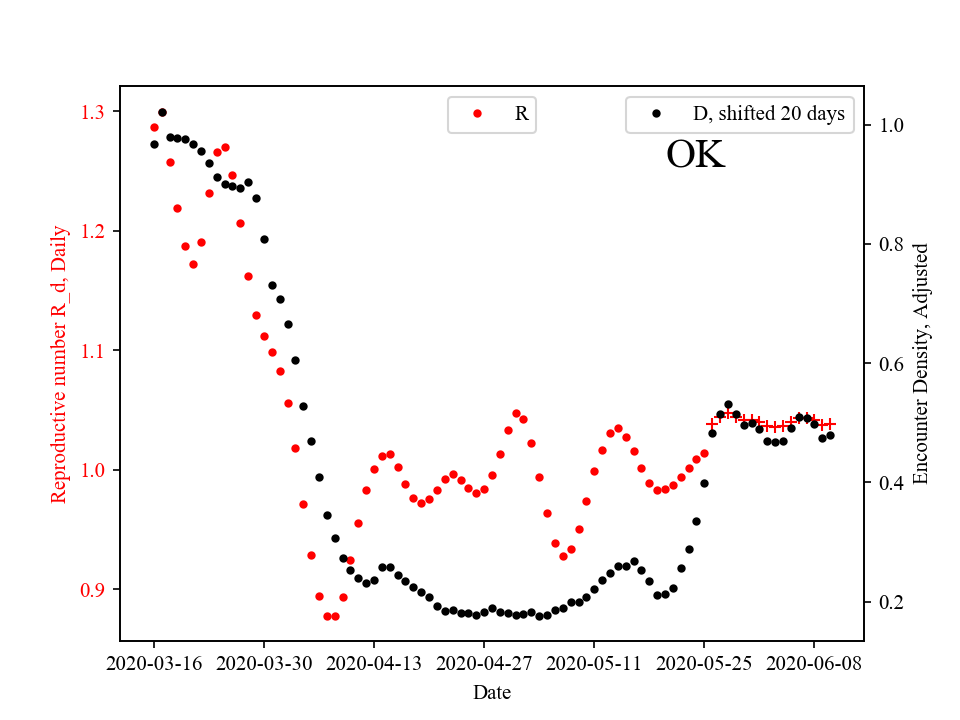 R
D, shifted 20 days
OK
Reproductive number R_d, Daily
1.3
1.2
1.1
1.0
0.9
1.0
0.8
0.6
0.4
0.2
Encounter Density, Adjusted
2020-03-16 2020-03-30 2020-04-13 2020-04-27 2020-05-11 2020-05-25 2020-06-08
Date